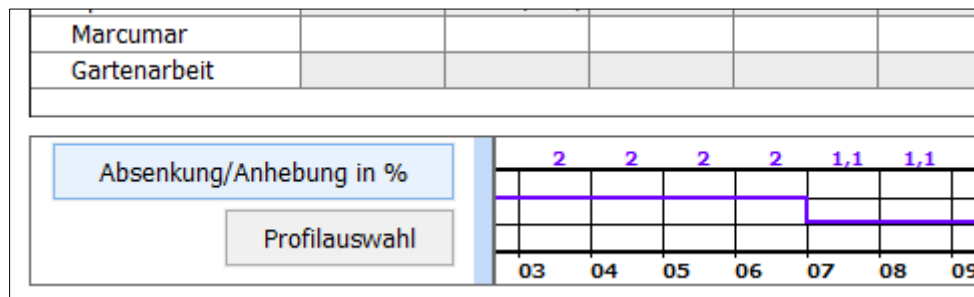 Marcumar
Gartenarbeit
Absenkung/Anhebung in %
2 2 2 2 1,1 1,1
Profilauswahl
03 04 05 06 07 08